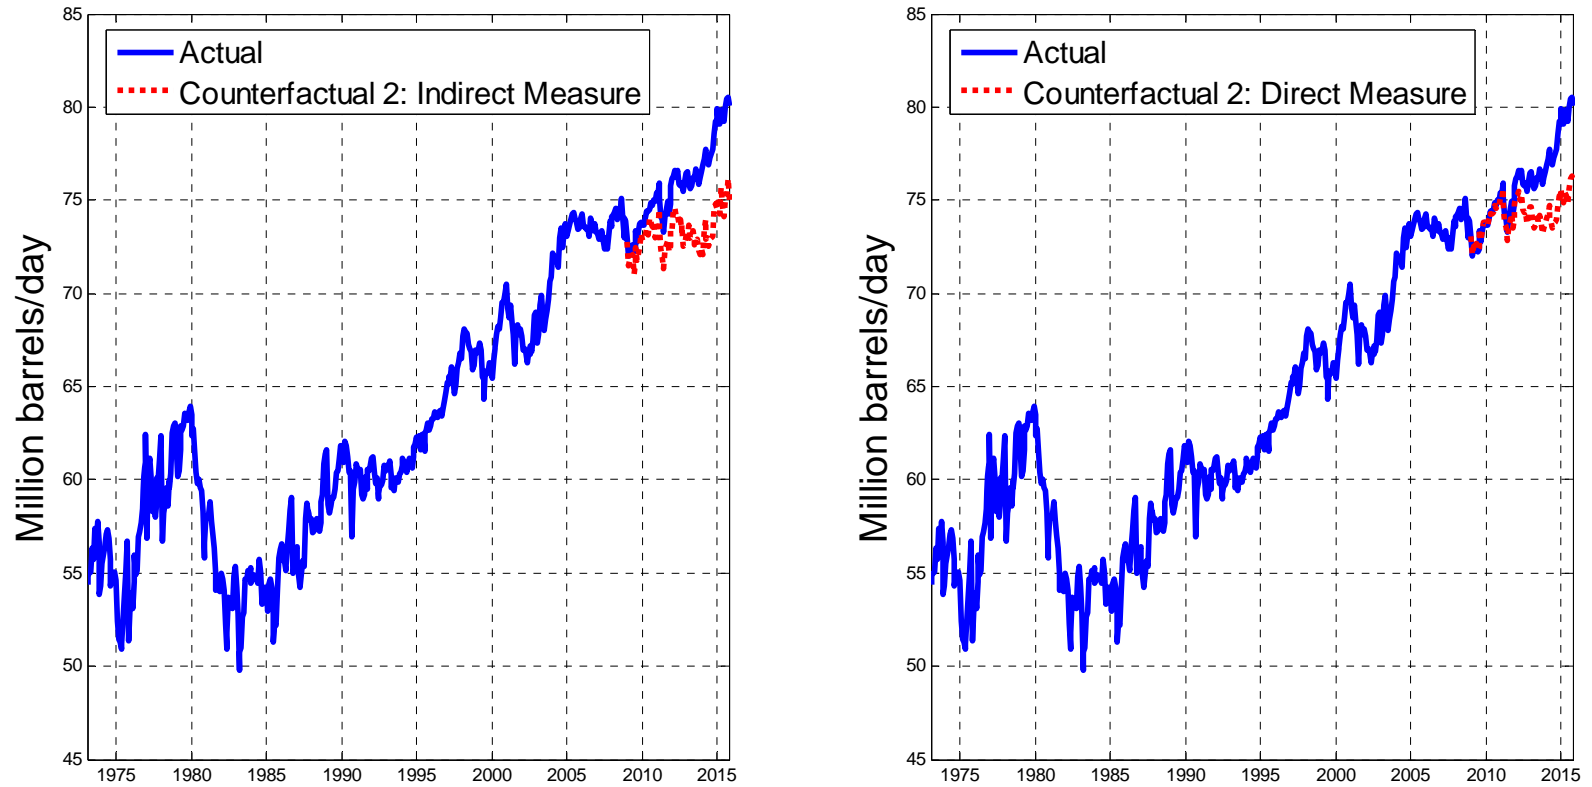 Actual
Counterfactual 2: Indirect Measure
Million barrels/day
85
80
75
70
65
60
55
50
45
1975 1980 1985 1990 1995 2000 2005 2010 2015
Actual
Counterfactual 2: Direct Measure
Million barrels/day
85
80
75
70
65
60
55
50
45
1975 1980 1985 1990 1995 2000 2005 2010 2015